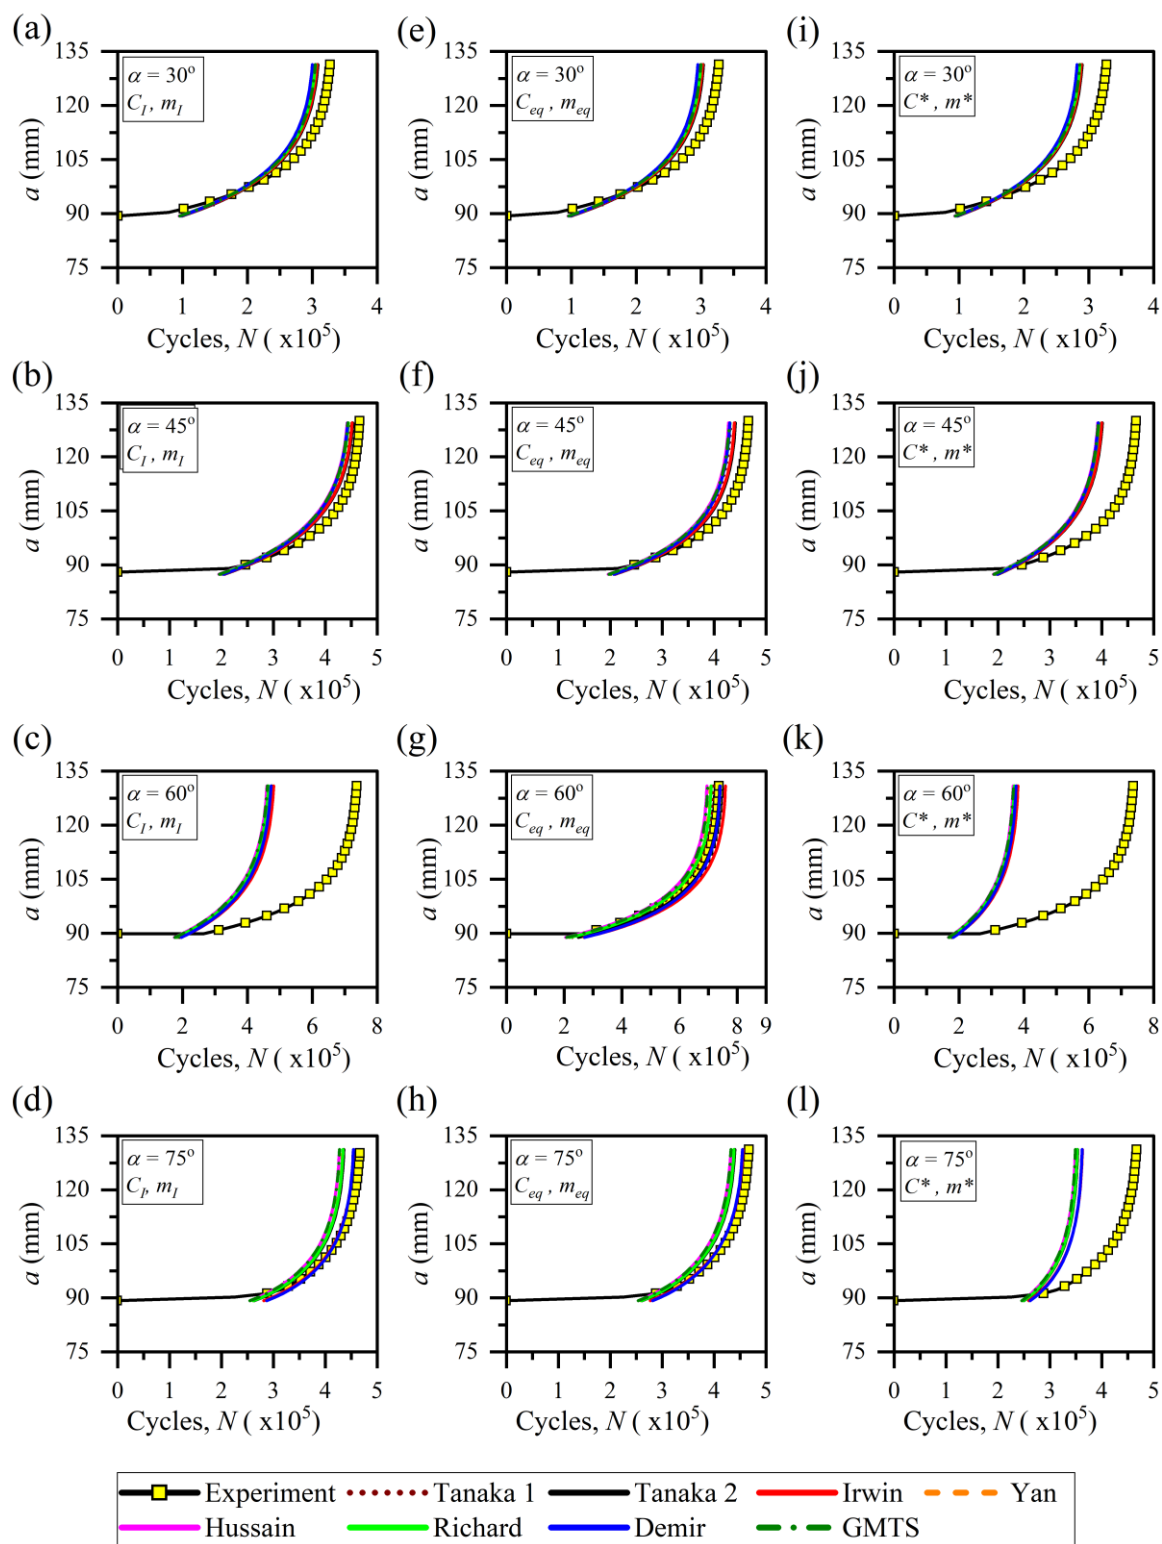 (a)
135
120
105
90
75
a (mm)
α = 30°
C_I, m_I
0 1 2 3 4
Cycles, N ( x10^5)
(e)
135
120
105
90
75
a (mm)
α = 30°
C_eq, m_eq
0 1 2 3 4
Cycles, N ( x10^5)
(i)
135
120
105
90
75
a (mm)
α = 30°
C*, m*
0 1 2 3 4
Cycles, N ( x10^5)
(b)
135
120
105
90
75
a (mm)
α = 45°
C_I, m_I
0 1 2 3 4 5
Cycles, N ( x10^5)
(f)
135
120
105
90
75
a (mm)
α = 45°
C_eq, m_eq
0 1 2 3 4 5
Cycles, N ( x10^5)
(j)
135
120
105
90
75
a (mm)
α = 45°
C*, m*
0 1 2 3 4 5
Cycles, N ( x10^5)
(c)
135
120
105
90
75
a (mm)
α = 60°
C_I, m_I
0 2 4 6 8
Cycles, N ( x10^5)
(g)
135
120
105
90
75
a (mm)
α = 60°
C_eq, m_eq
0 2 4 6 8 9
Cycles, N ( x10^5)
(k)
135
120
105
90
75
a (mm)
α = 60°
C*, m*
0 2 4 6 8
Cycles, N ( x10^5)
(d)
135
120
105
90
75
a (mm)
α = 75°
C_I, m_I
0 1 2 3 4 5
Cycles, N ( x10^5)
(h)
135
120
105
90
75
a (mm)
α = 75°
C_eq, m_eq
0 1 2 3 4 5
Cycles, N ( x10^5)
(l)
135
120
105
90
75
a (mm)
α = 75°
C*, m*
0 1 2 3 4 5
Cycles, N ( x10^5)
Experiment Tanaka 1 Tanaka 2 Irwin Yan
Hussain Richard Demir GMTS